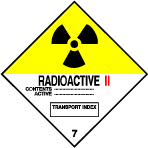 RADIOACTIVE II
CONTENTS ....................
ACTIVE ....................
TRANSPORT INDEX
7